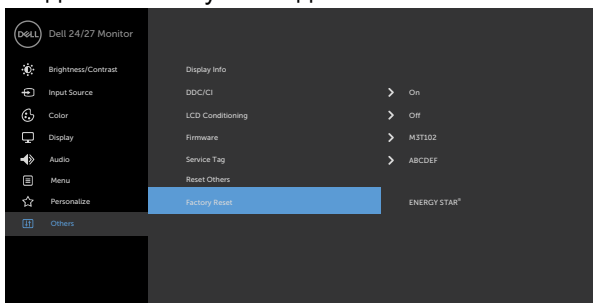 DELL Dell 24/27 Monitor
Brightness/Contrast Display Info
Input Source DDC/CI On
Color LCD Conditioning Off
Display Firmware M3T102
Audio Service Tag ABCDEF
Menu Reset Others
Personalize Factory Reset ENERGY STAR®
Others